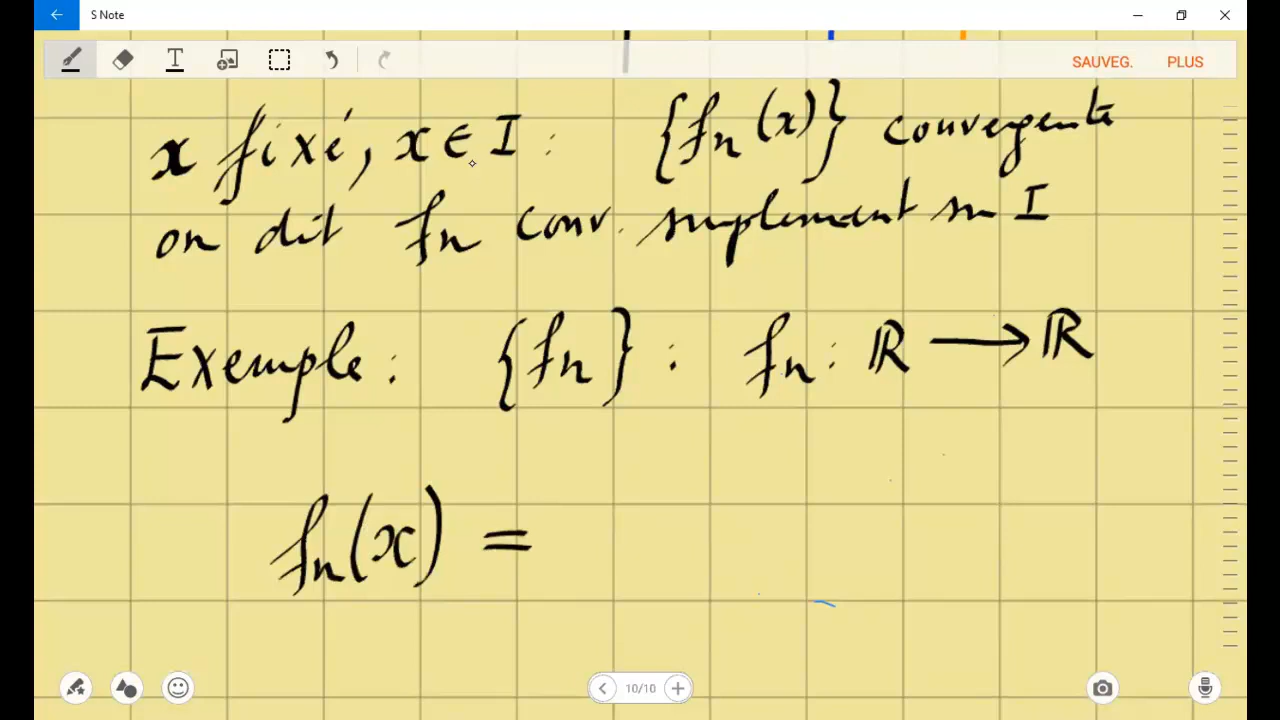 S Note
SAUVEG. PLUS
x fixé, x ∈ I : {fn(x)} convergente
on dit fn conv. simplement sur I
Exemple : {fn} : fn : ℝ ⟶ ℝ
fn(x) =
10/10